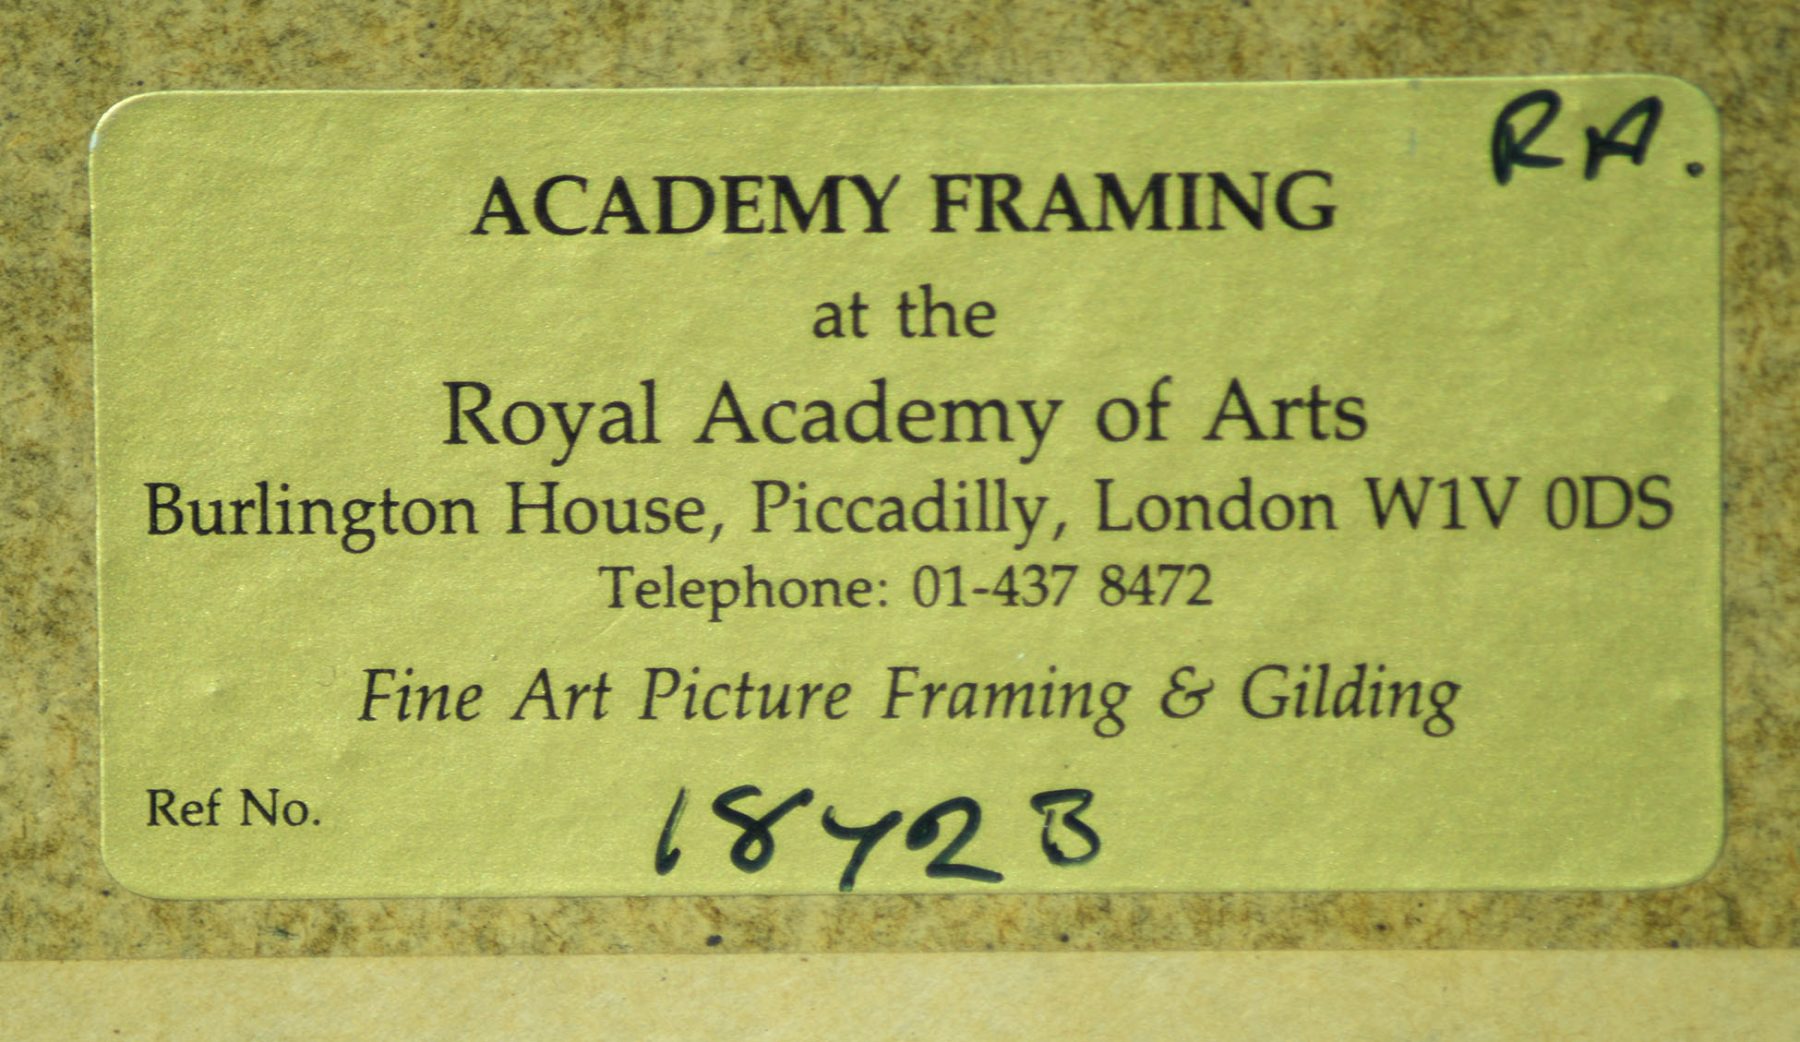 RA.
ACADEMY FRAMING
at the
Royal Academy of Arts
Burlington House, Piccadilly, London W1V 0DS
Telephone: 01-437 8472
Fine Art Picture Framing & Gilding
Ref No. 18423